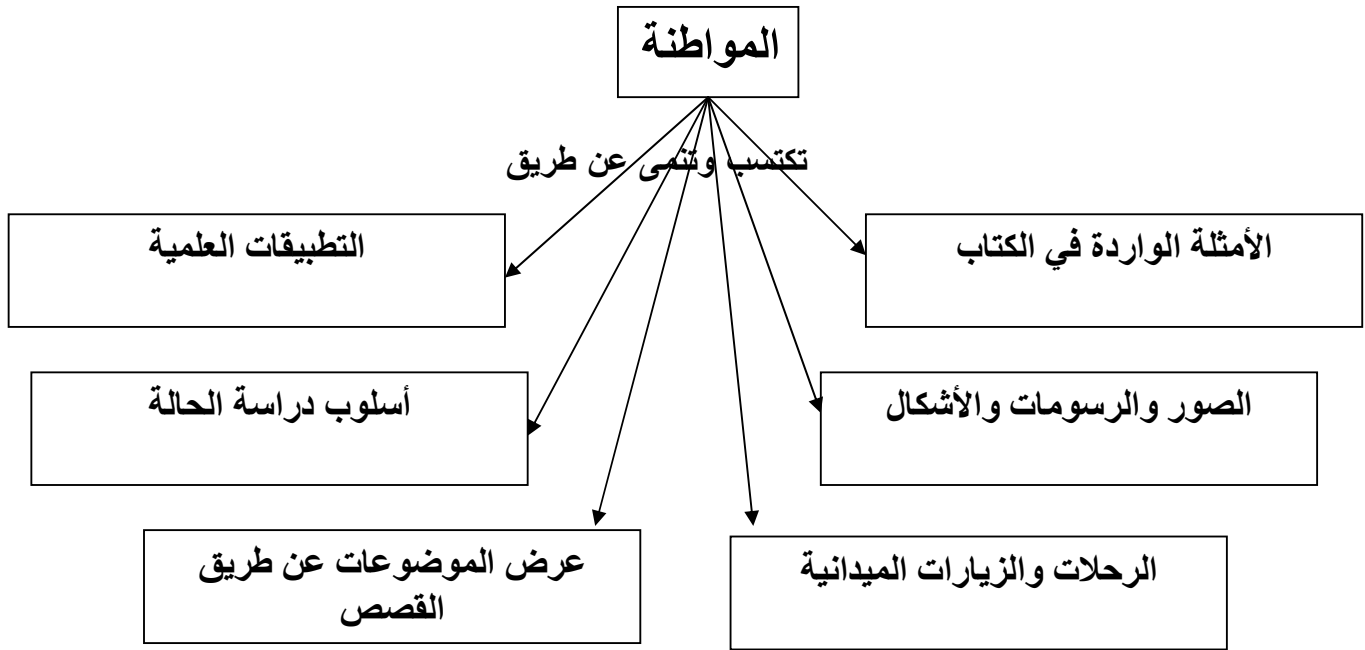 المواطنة
تكتسب وتنمى عن طريق
الأمثلة الواردة في الكتاب
التطبيقات العلمية
الصور والرسومات والأشكال
أسلوب دراسة الحالة
الرحلات والزيارات الميدانية
عرض الموضوعات عن طريق
القصص